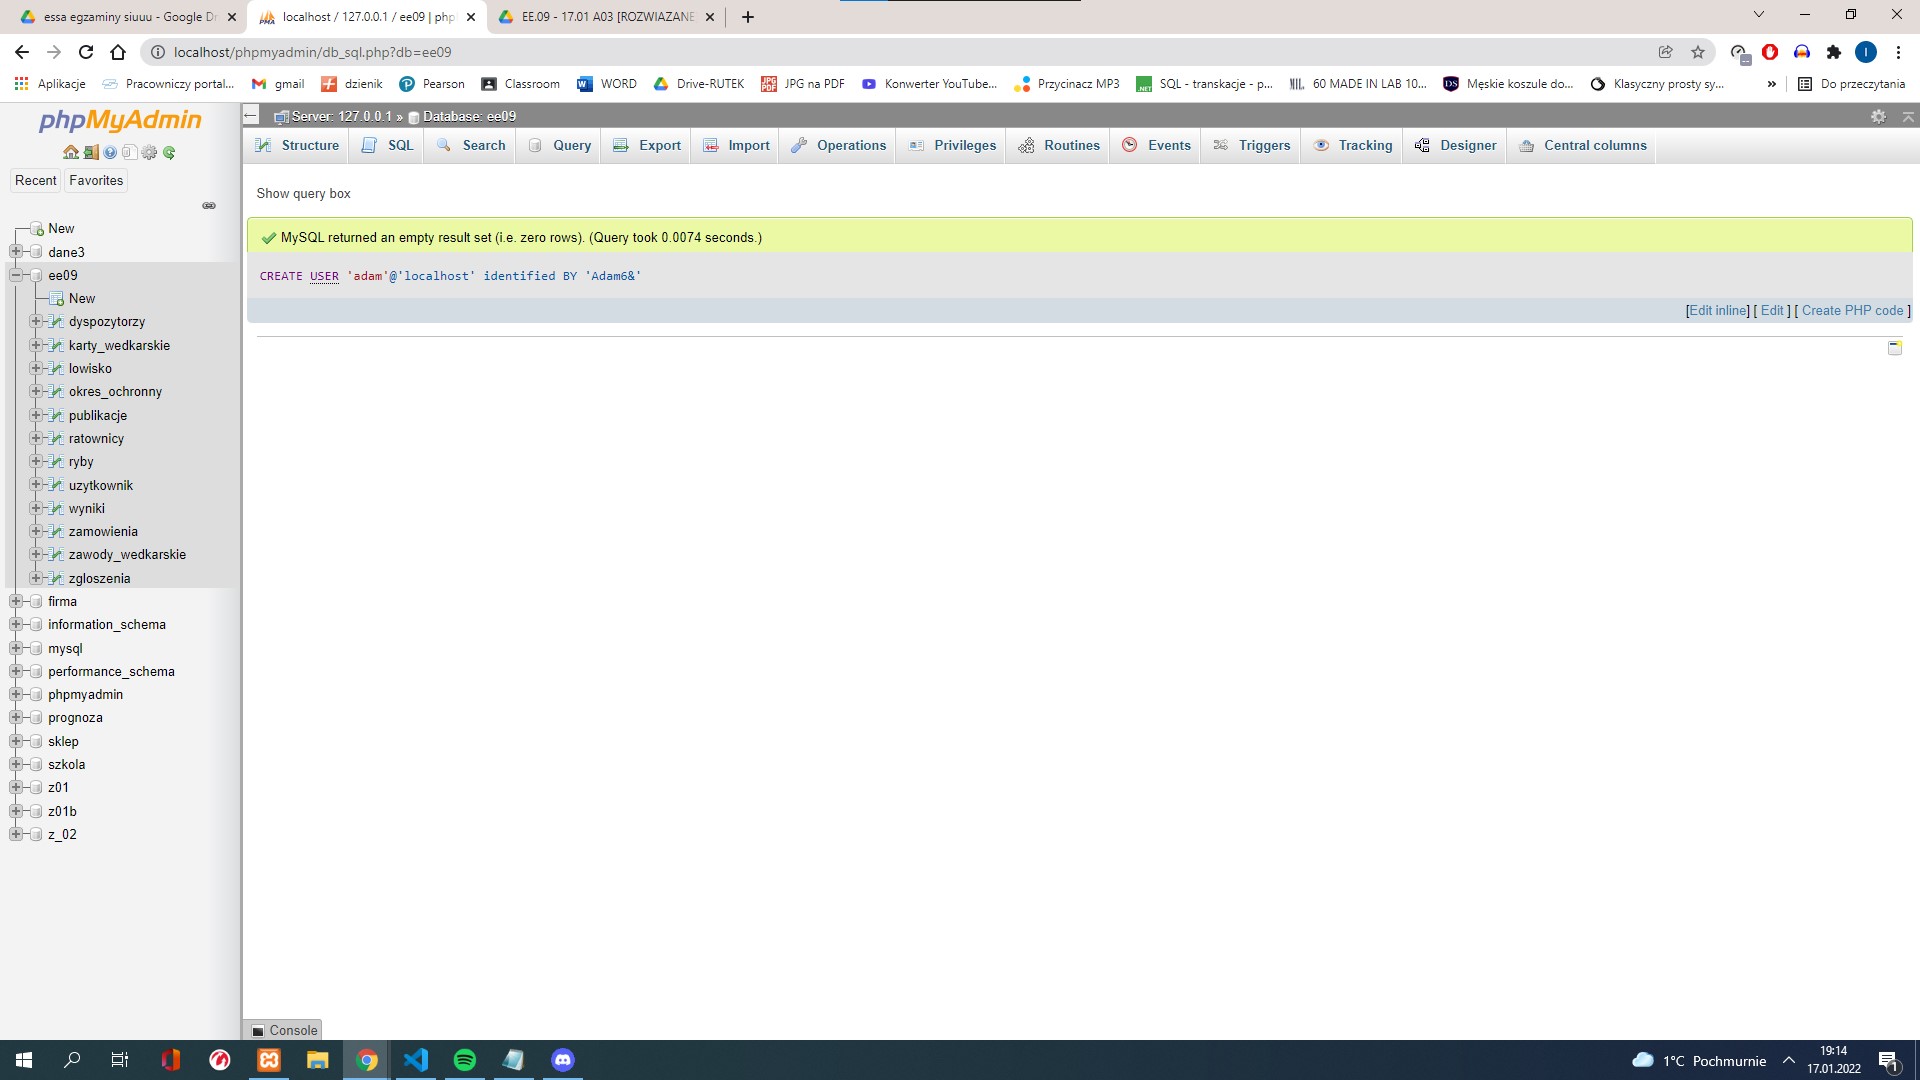 essa egzaminy siuuu - Google Dr
localhost / 127.0.0.1 / ee09 | php
EE.09 - 17.01 A03 [ROZWIAZANE
localhost/phpmyadmin/db_sql.php?db=ee09
I
Aplikacje
Pracowniczy portal...
gmail
dzienik
Pearson
Classroom
WORD
Drive-RUTEK
JPG na PDF
Konwerter YouTube...
Przycinacz MP3
SQL - transkacje - p...
60 MADE IN LAB 10...
Męskie koszule do...
Klasyczny prosty sy...
»
Do przeczytania
phpMyAdmin
Recent
Favorites
New
dane3
ee09
New
dyspozytorzy
karty_wedkarskie
lowisko
okres_ochronny
publikacje
ratownicy
ryby
uzytkownik
wyniki
zamowienia
zawody_wedkarskie
zgloszenia
firma
information_schema
mysql
performance_schema
phpmyadmin
prognoza
sklep
szkola
z01
z01b
z_02
Server: 127.0.0.1 » Database: ee09
Structure
SQL
Search
Query
Export
Import
Operations
Privileges
Routines
Events
Triggers
Tracking
Designer
Central columns
Show query box
MySQL returned an empty result set (i.e. zero rows). (Query took 0.0074 seconds.)
CREATE USER 'adam'@'localhost' identified BY 'Adam6&'
[Edit inline] [ Edit ] [ Create PHP code ]
Console
1°C Pochmurnie
19:14
17.01.2022
1